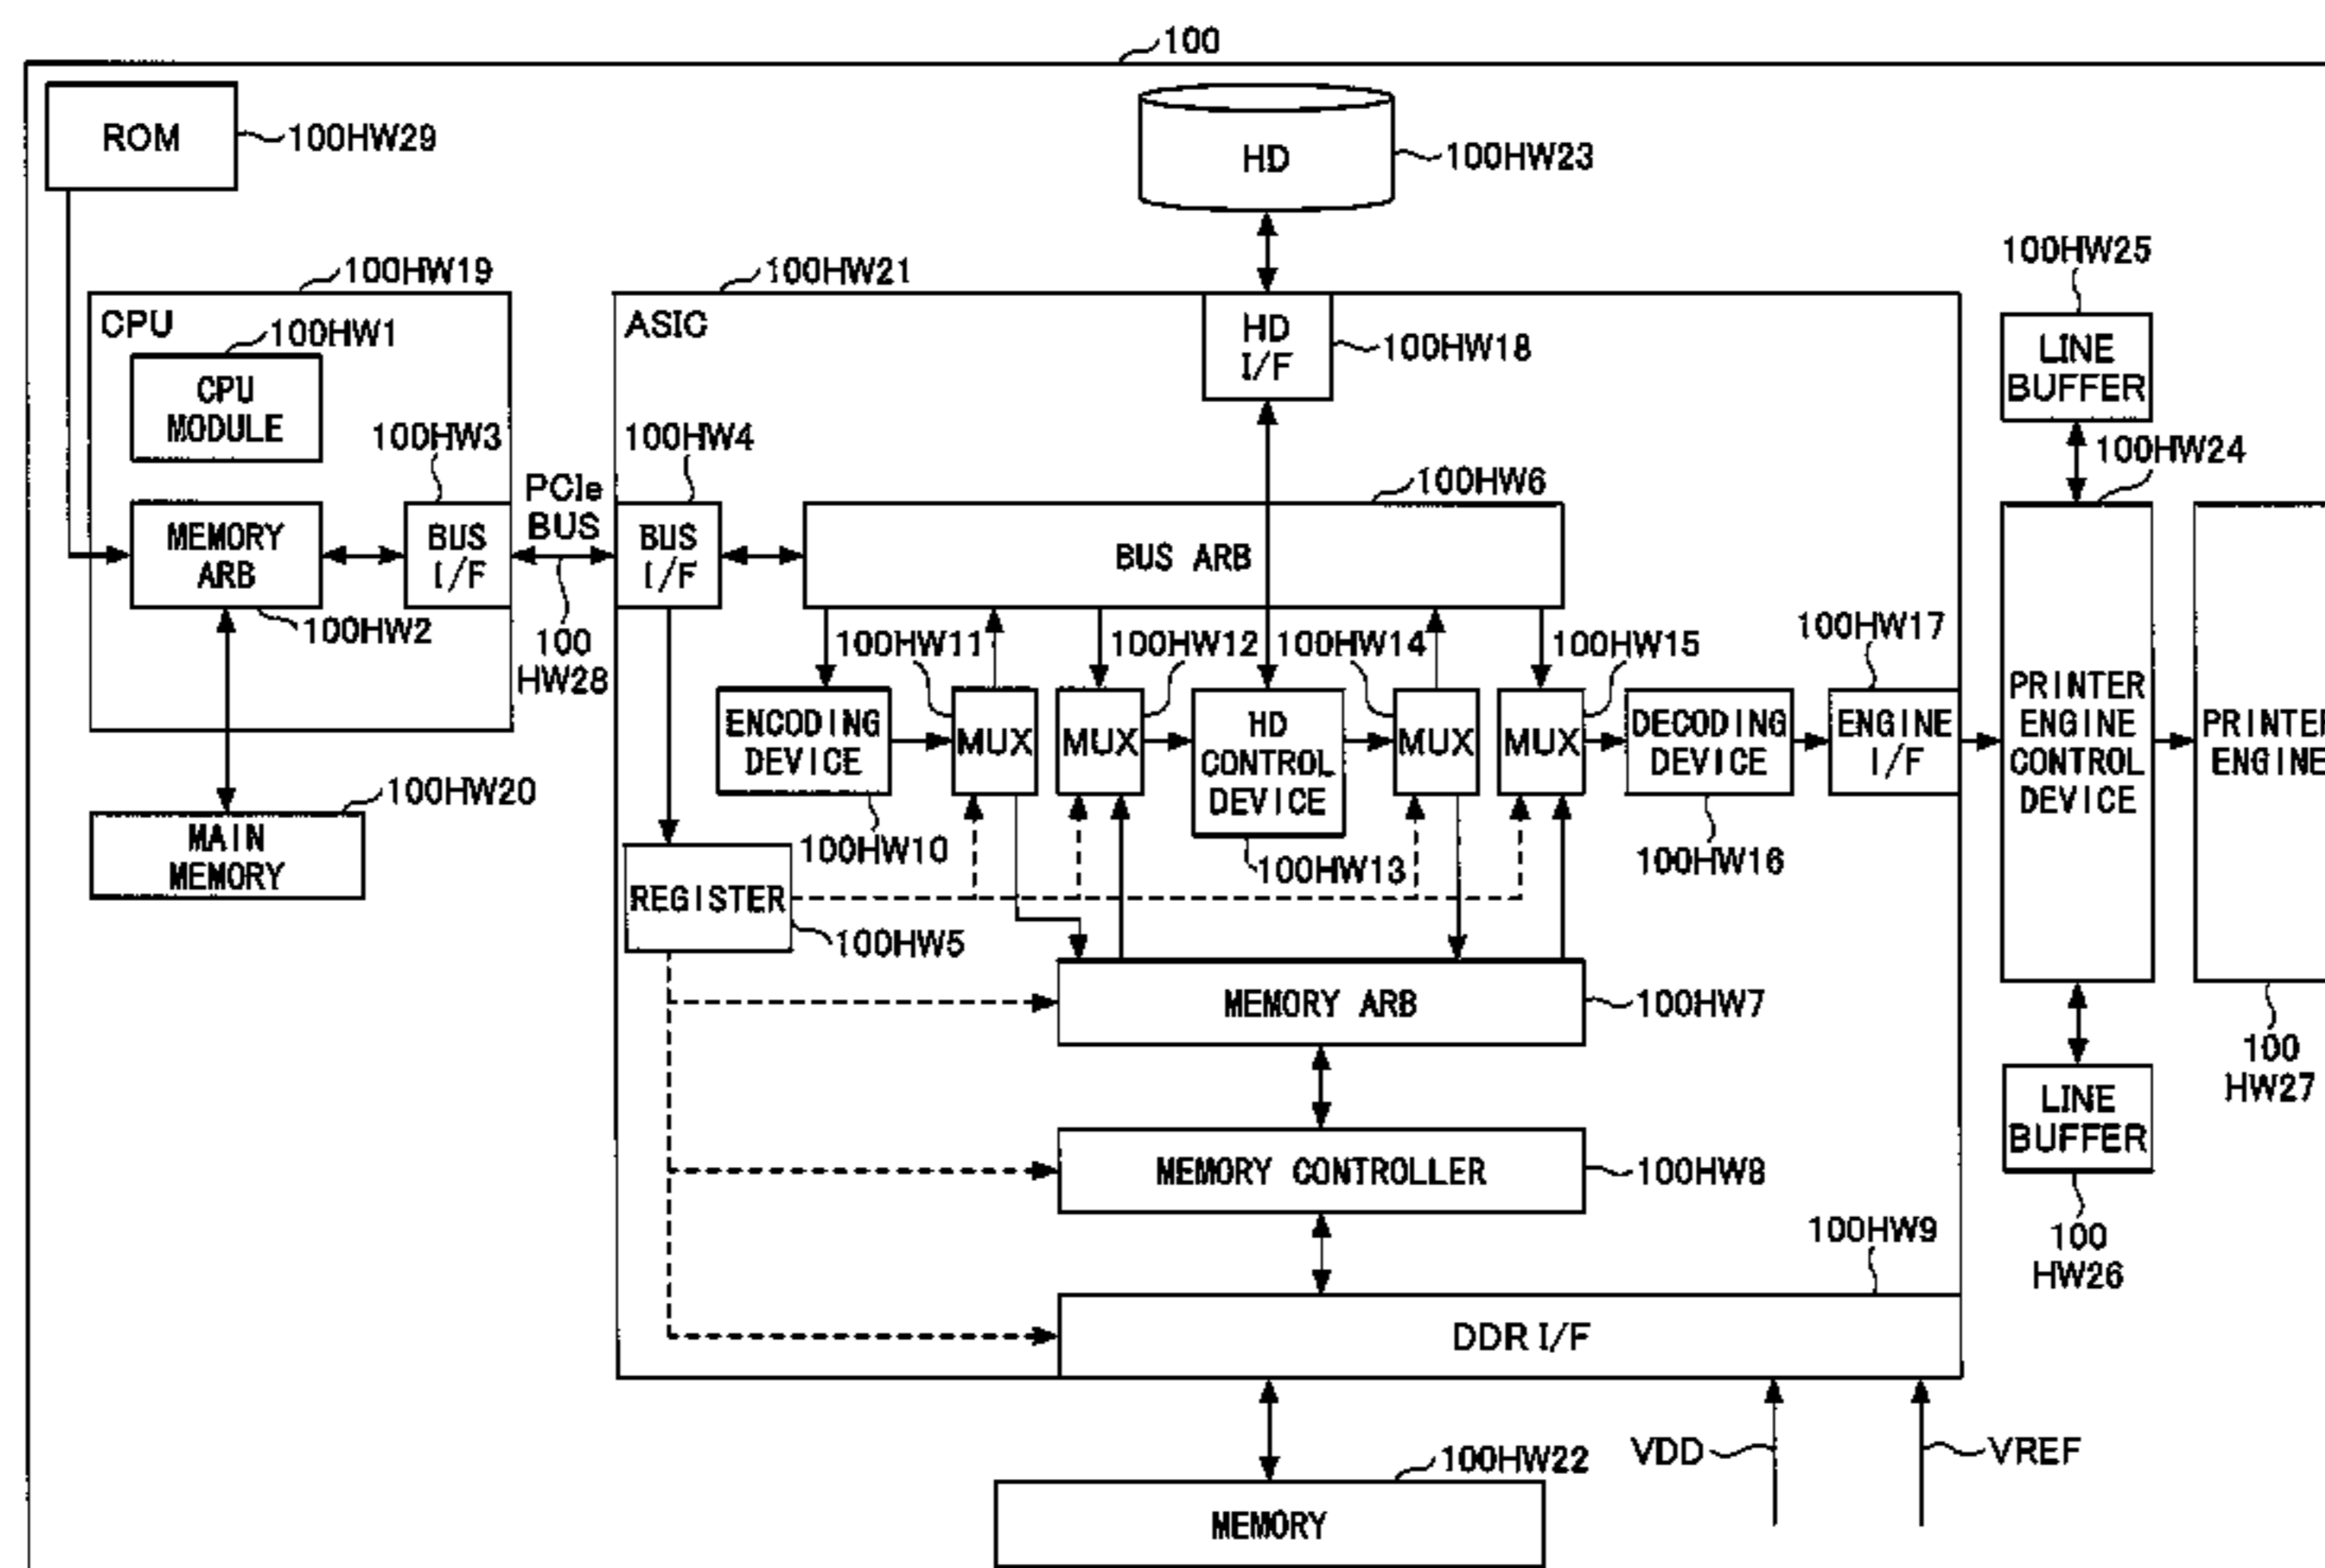 100
ROM
100HW29
HD
100HW23
100HW19
CPU
100HW1
CPU
MODULE
100HW3
MEMORY
ARB
100HW2
BUS
I/F
PCIe
BUS
100
HW28
100HW20
MAIN
MEMORY
100HW21
ASIC
HD
I/F
100HW18
100HW4
BUS
I/F
100HW6
BUS ARB
100HW11
100HW12
100HW14
100HW15
100HW17
ENCODING
DEVICE
MUX
MUX
HD
CONTROL
DEVICE
MUX
MUX
DECODING
DEVICE
ENGINE
I/F
100HW10
100HW13
100HW16
REGISTER
100HW5
MEMORY ARB
100HW7
MEMORY CONTROLLER
100HW8
100HW9
DDR I/F
VDD
VREF
100HW22
MEMORY
100HW25
LINE
BUFFER
100HW24
PRINTER
ENGINE
CONTROL
DEVICE
PRINTER
ENGINE
100
HW27
LINE
BUFFER
100
HW26